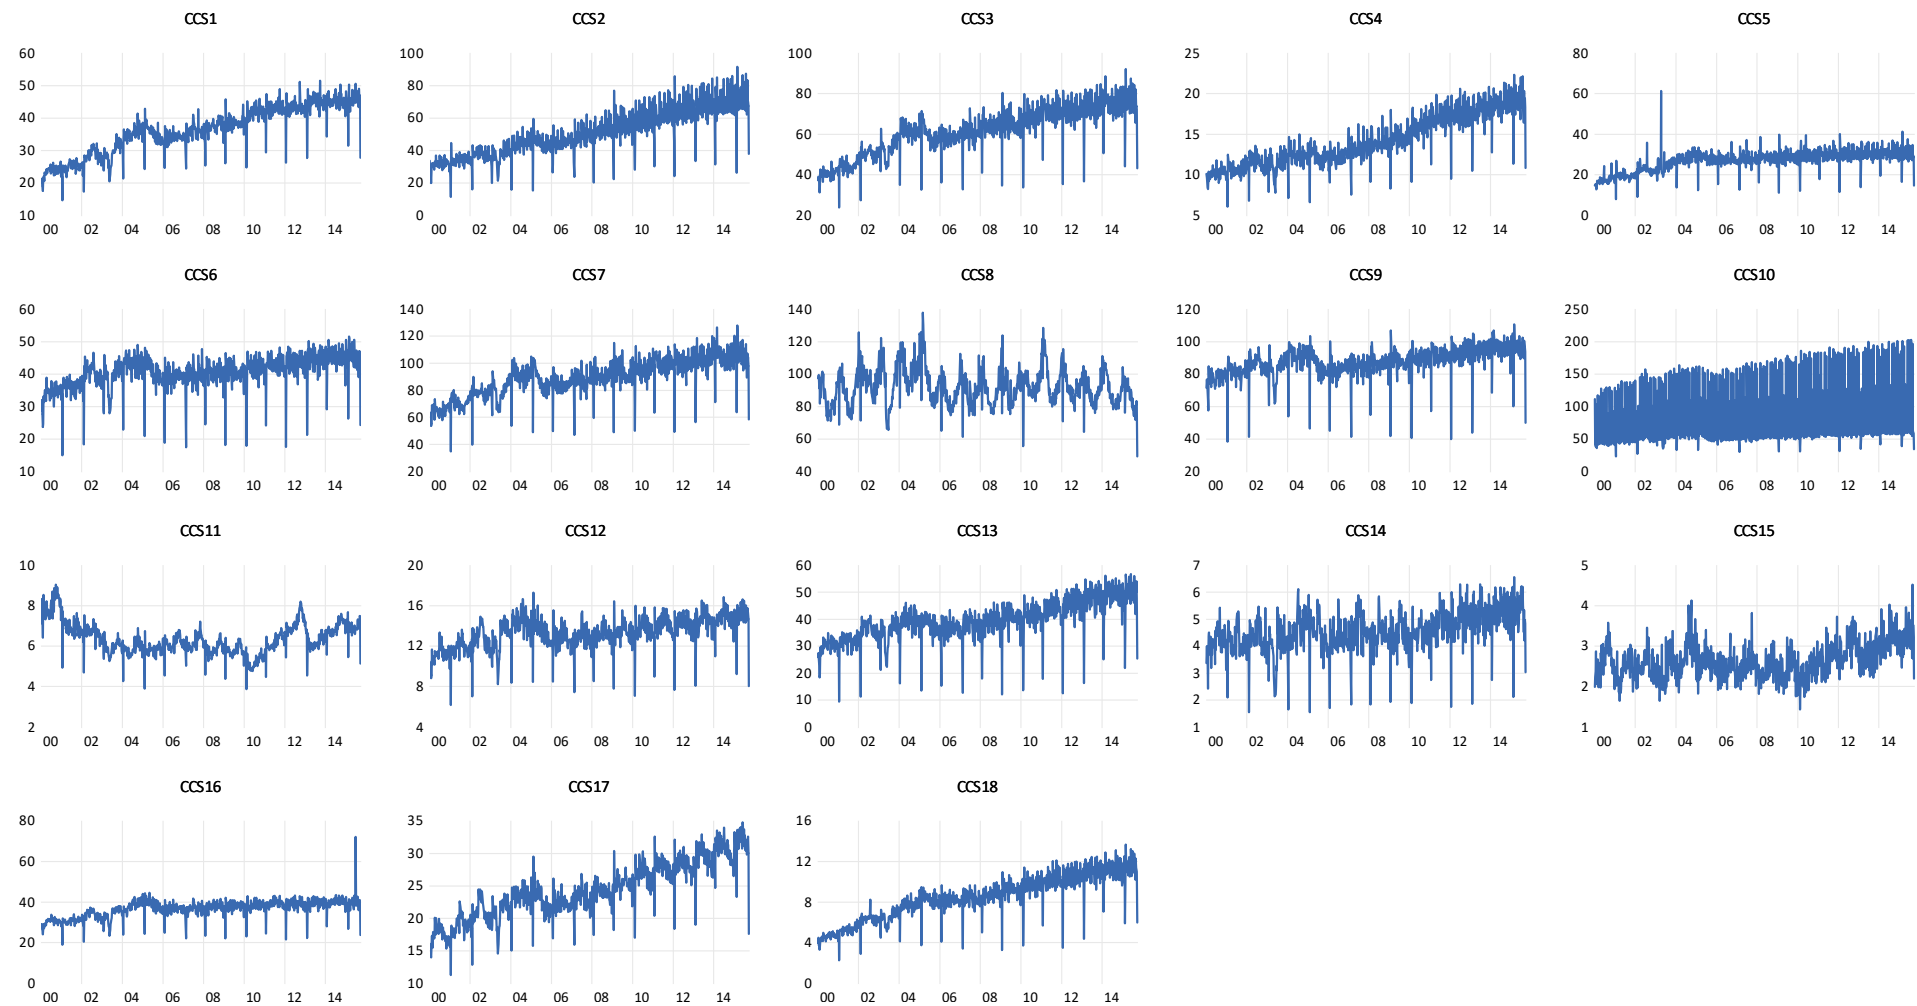 CCS1 CCS2 CCS3 CCS4 CCS5
60 100 100 25 80
50 80 80 20 60
40 60 60 15 40
30 40 40 10 20
20 20 20 5 0
10 0
00 02 04 06 08 10 12 14 00 02 04 06 08 10 12 14 00 02 04 06 08 10 12 14 00 02 04 06 08 10 12 14 00 02 04 06 08 10 12 14
CCS6 CCS7 CCS8 CCS9 CCS10
60 140 140 120 250
50 120 120 100 200
40 100 100 80 150
30 80 80 60 100
20 60 60 40 50
10 40 40 20 0
20
00 02 04 06 08 10 12 14 00 02 04 06 08 10 12 14 00 02 04 06 08 10 12 14 00 02 04 06 08 10 12 14 00 02 04 06 08 10 12 14
CCS11 CCS12 CCS13 CCS14 CCS15
10 20 60 7 5
8 16 50 6 4
6 12 40 5 3
4 8 30 4 2
2 4 20 3 1
10 2
0 1
00 02 04 06 08 10 12 14 00 02 04 06 08 10 12 14 00 02 04 06 08 10 12 14 00 02 04 06 08 10 12 14 00 02 04 06 08 10 12 14
CCS16 CCS17 CCS18
80 35 16
60 30 12
40 25 8
20 20 4
0 15 0
10
00 02 04 06 08 10 12 14 00 02 04 06 08 10 12 14 00 02 04 06 08 10 12 14